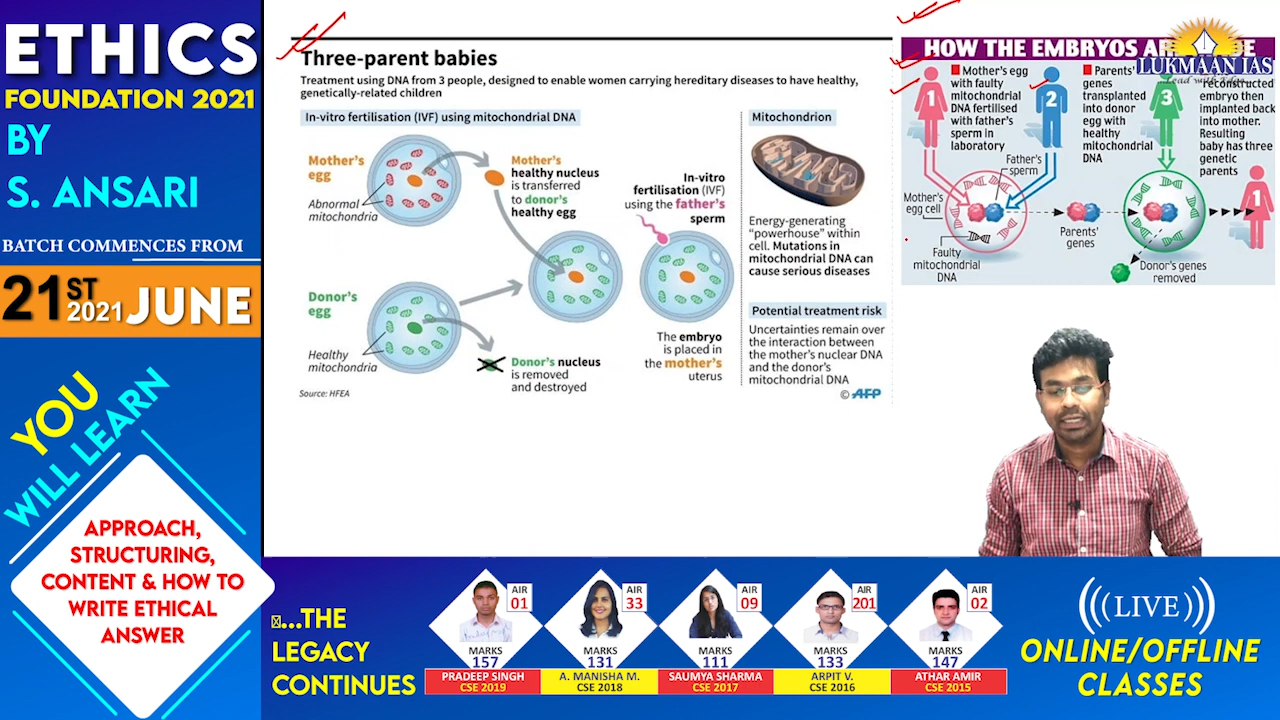 ETHICS
FOUNDATION 2021
BY
S. ANSARI
BATCH COMMENCES FROM
21ST 2021 JUNE
YOU
WILL LEARN
APPROACH,
STRUCTURING,
CONTENT & HOW TO
WRITE ETHICAL
ANSWER
Three-parent babies
Treatment using DNA from 3 people, designed to enable women carrying hereditary diseases to have healthy,
genetically-related children
In-vitro fertilisation (IVF) using mitochondrial DNA
Mother's
egg
Abnormal
mitochondria
Mother's
healthy nucleus
is transferred
to donor's
healthy egg
In-vitro
fertilisation (IVF)
using the father's
sperm
Donor's
egg
Healthy
mitochondria
Donor's nucleus
is removed
and destroyed
The embryo
is placed in
the mother's
uterus
Source: HFEA
Mitochondrion
Energy-generating
"powerhouse" within
cell. Mutations in
mitochondrial DNA can
cause serious diseases
Potential treatment risk
Uncertainties remain over
the interaction between
the mother's nuclear DNA
and the donor's
mitochondrial DNA
© AFP
HOW THE EMBRYOS AR E
LUKMAAN IAS
1
Mother's egg
with faulty
mitochondrial
DNA fertilised
with father's
sperm in
laboratory
2
Parents'
genes
transplanted
into donor
egg with
healthy
mitochondrial
DNA
3
reconstructed
embryo then
implanted back
into mother.
Resulting
baby has three
genetic
parents
1
Father's
sperm
Mother's
egg cell
Parents'
genes
Faulty
mitochondrial
DNA
Donor's genes
removed
...THE
LEGACY
CONTINUES
AIR
01
MARKS
157
PRADEEP SINGH
CSE 2019
AIR
33
MARKS
131
A. MANISHA M.
CSE 2018
AIR
09
MARKS
111
SAUMYA SHARMA
CSE 2017
AIR
201
MARKS
133
ARPIT V.
CSE 2016
AIR
02
MARKS
147
ATHAR AMIR
CSE 2015
(((LIVE)))
ONLINE/OFFLINE
CLASSES